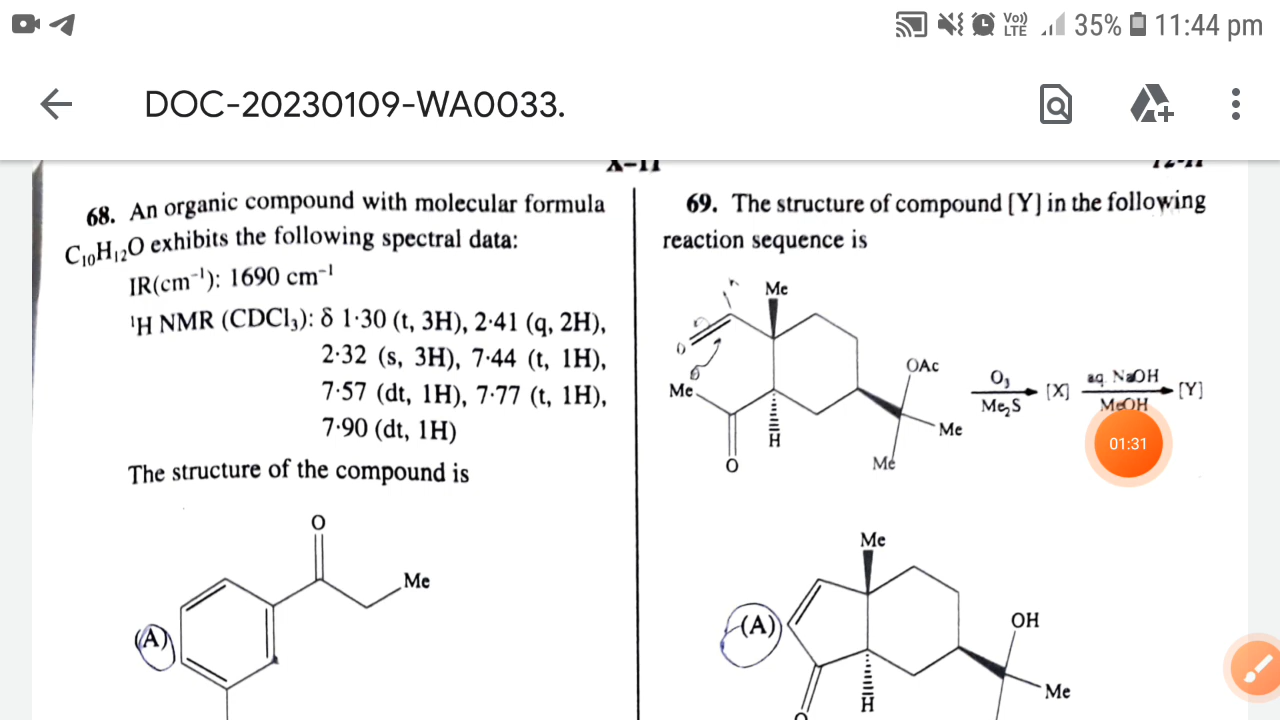 Vo))
LTE
35%
11:44 pm
DOC-20230109-WA0033.
68. An organic compound with molecular formula
C₁₀H₁₂O exhibits the following spectral data:
IR(cm⁻¹): 1690 cm⁻¹
¹H NMR (CDCl₃): δ 1·30 (t, 3H), 2·41 (q, 2H),
2·32 (s, 3H), 7·44 (t, 1H),
7·57 (dt, 1H), 7·77 (t, 1H),
7·90 (dt, 1H)
The structure of the compound is
O
Me
(A)
69. The structure of compound [Y] in the following
reaction sequence is
Me
O
Me
H
O
OAc
Me
Me
O₃
Me₂S
[X]
aq. NaOH
MeOH
[Y]
01:31
Me
(A)
OH
Me
H
O